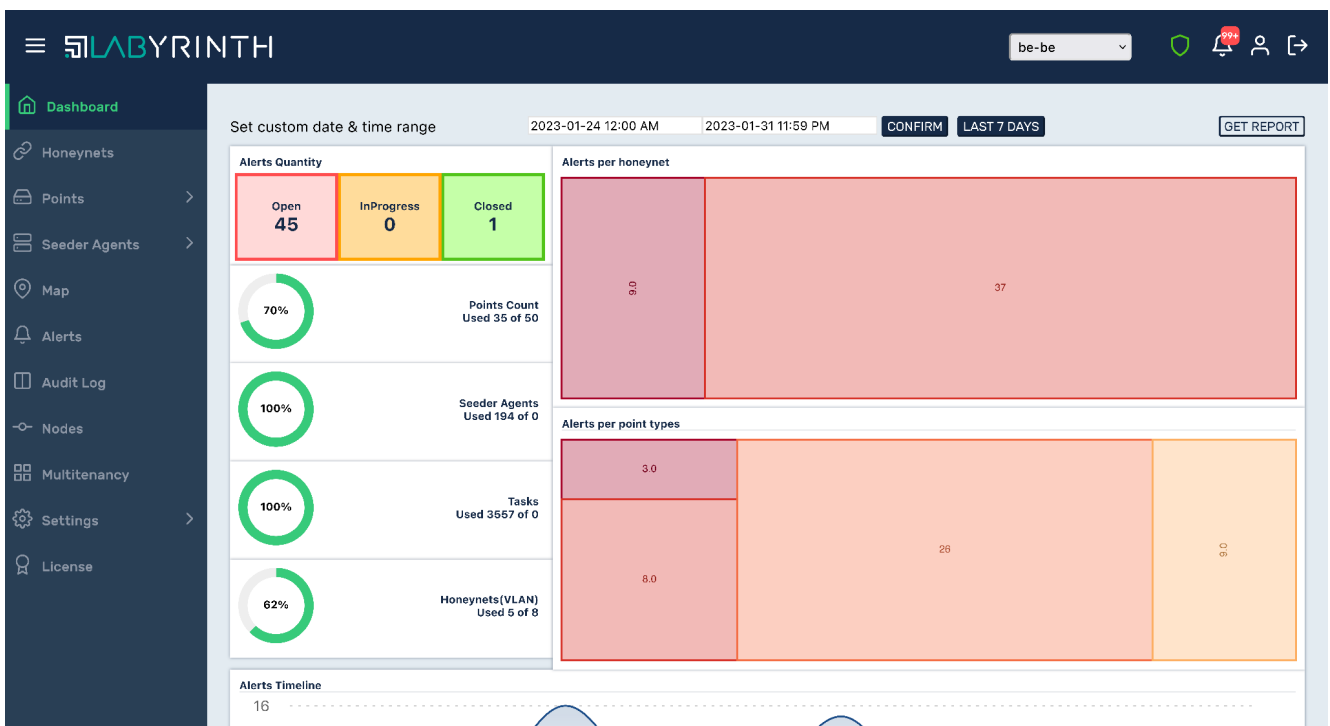 LABYRINTH
be-be
99+
Dashboard
Honeynets
Points
Seeder Agents
Map
Alerts
Audit Log
Nodes
Multitenancy
Settings
License
Set custom date & time range
2023-01-24 12:00 AM
2023-01-31 11:59 PM
CONFIRM
LAST 7 DAYS
GET REPORT
Alerts Quantity
Open
45
InProgress
0
Closed
1
70%
Points Count
Used 35 of 50
100%
Seeder Agents
Used 194 of 0
100%
Tasks
Used 3557 of 0
62%
Honeynets(VLAN)
Used 5 of 8
Alerts per honeynet
9.0
37
Alerts per point types
3.0
8.0
26
9.0
Alerts Timeline
16